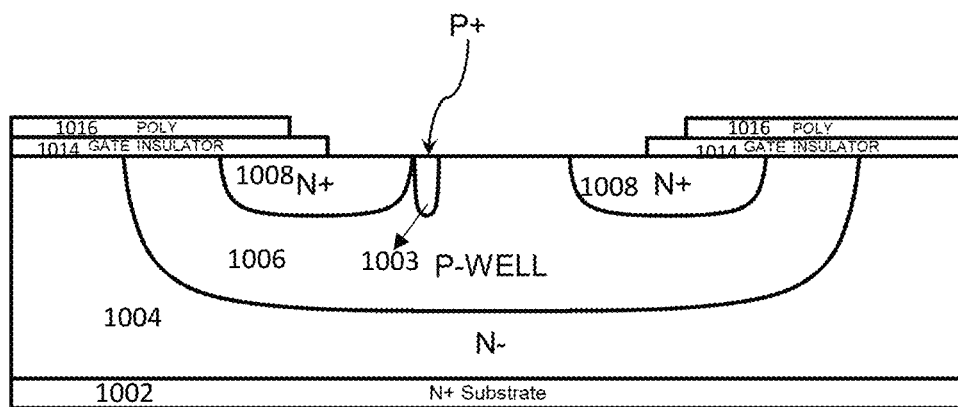 P+
1016 POLY
1014 GATE INSULATOR
1016 POLY
1014 GATE INSULATOR
1008 N+
1008 N+
1006
1003
P-WELL
1004
N-
1002
N+ Substrate